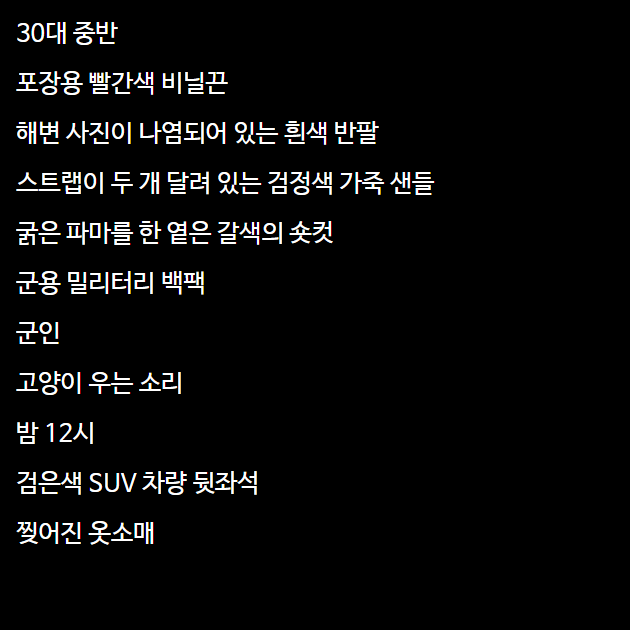 30대 중반
포장용 빨간색 비닐끈
해변 사진이 나염되어 있는 흰색 반팔
스트랩이 두 개 달려 있는 검정색 가죽 샌들
굵은 파마를 한 옅은 갈색의 숏컷
군용 밀리터리 백팩
군인
고양이 우는 소리
밤 12시
검은색 SUV 차량 뒷좌석
찢어진 옷소매